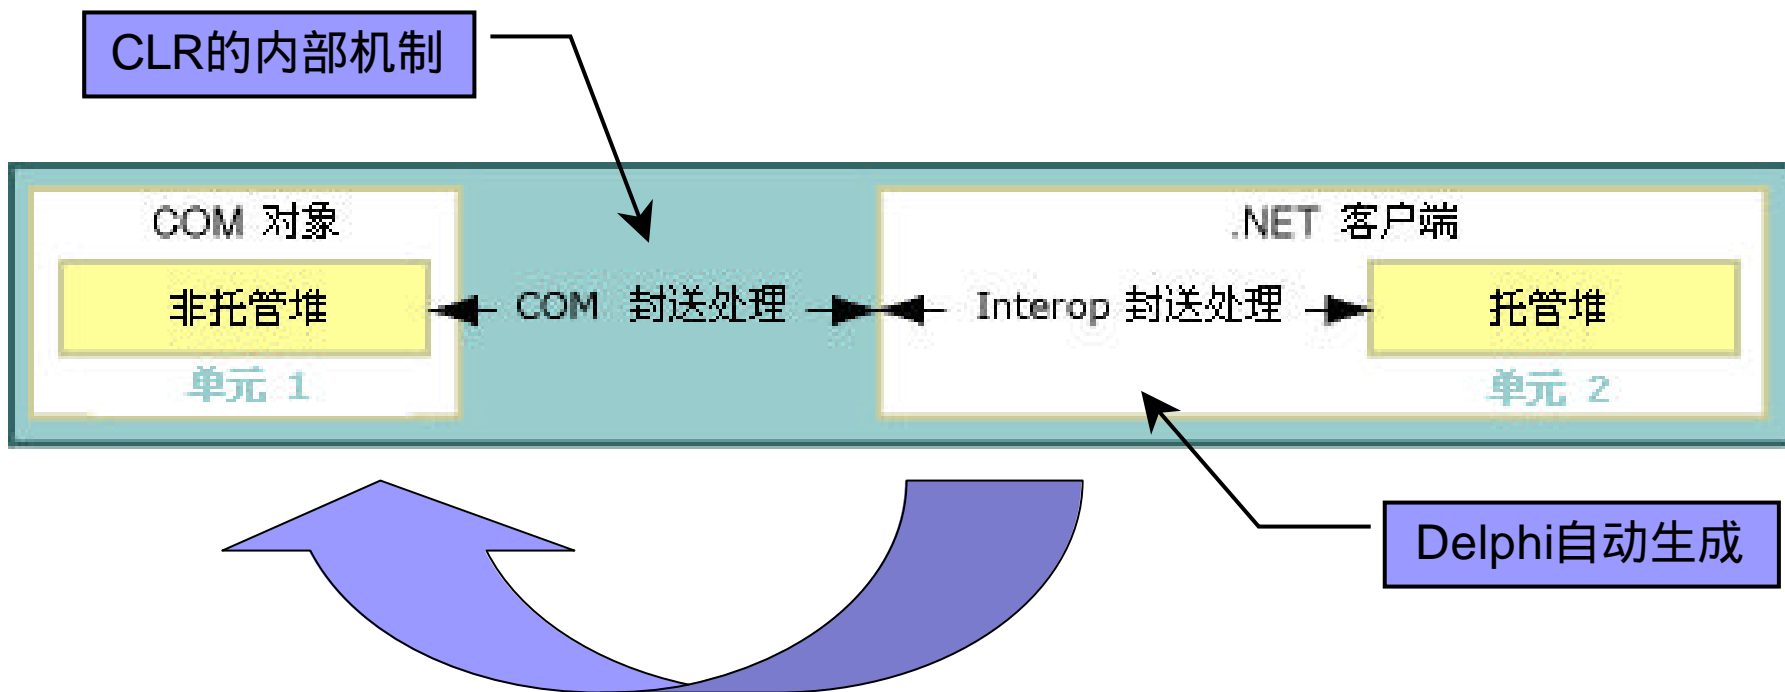 CLR的内部机制
COM 对象
.NET 客户端
非托管堆
COM 封送处理
Interop 封送处理
托管堆
单元 1
单元 2
Delphi自动生成